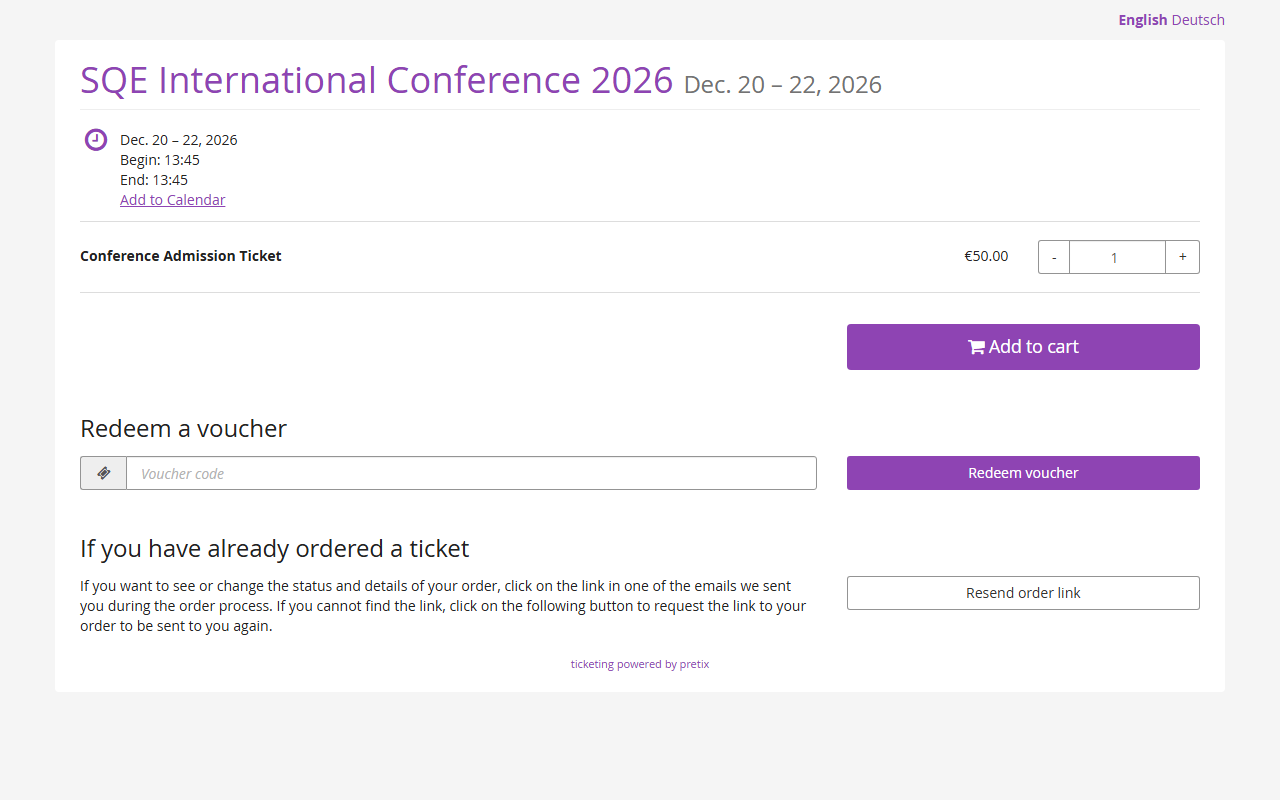 English Deutsch
SQE International Conference 2026 Dec. 20 – 22, 2026
Dec. 20 – 22, 2026
Begin: 13:45
End: 13:45
Add to Calendar
Conference Admission Ticket €50.00 - 1 +
Add to cart
Redeem a voucher
Voucher code
Redeem voucher
If you have already ordered a ticket
If you want to see or change the status and details of your order, click on the link in one of the emails we sent
you during the order process. If you cannot find the link, click on the following button to request the link to your
order to be sent to you again.
Resend order link
ticketing powered by pretix